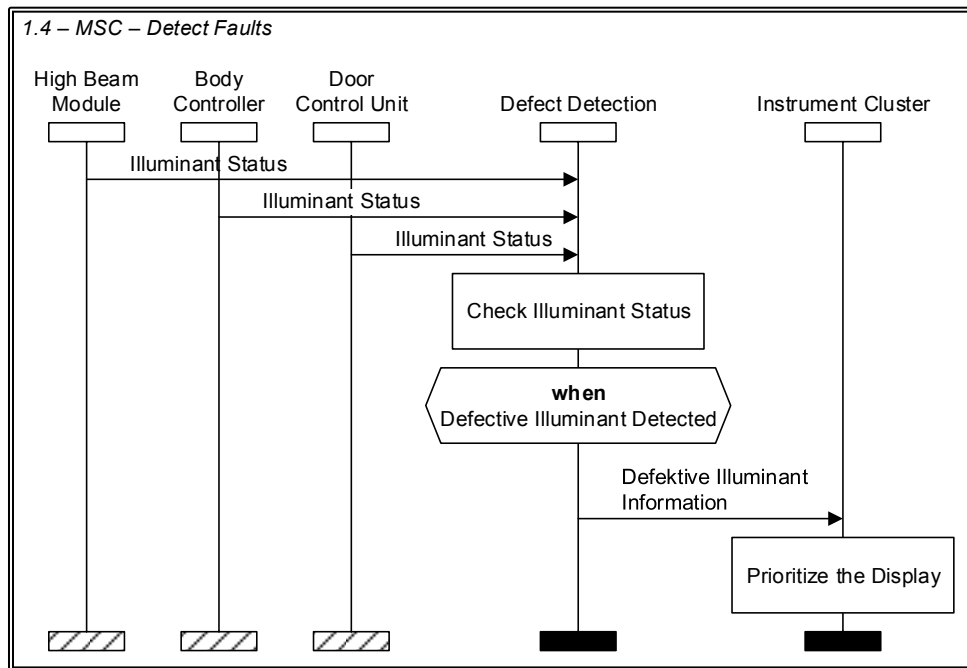 1.4 – MSC – Detect Faults
High Beam
Module
Body
Controller
Door
Control Unit
Defect Detection
Instrument Cluster
Illuminant Status
Illuminant Status
Illuminant Status
Check Illuminant Status
when
Defective Illuminant Detected
Defektive Illuminant
Information
Prioritize the Display